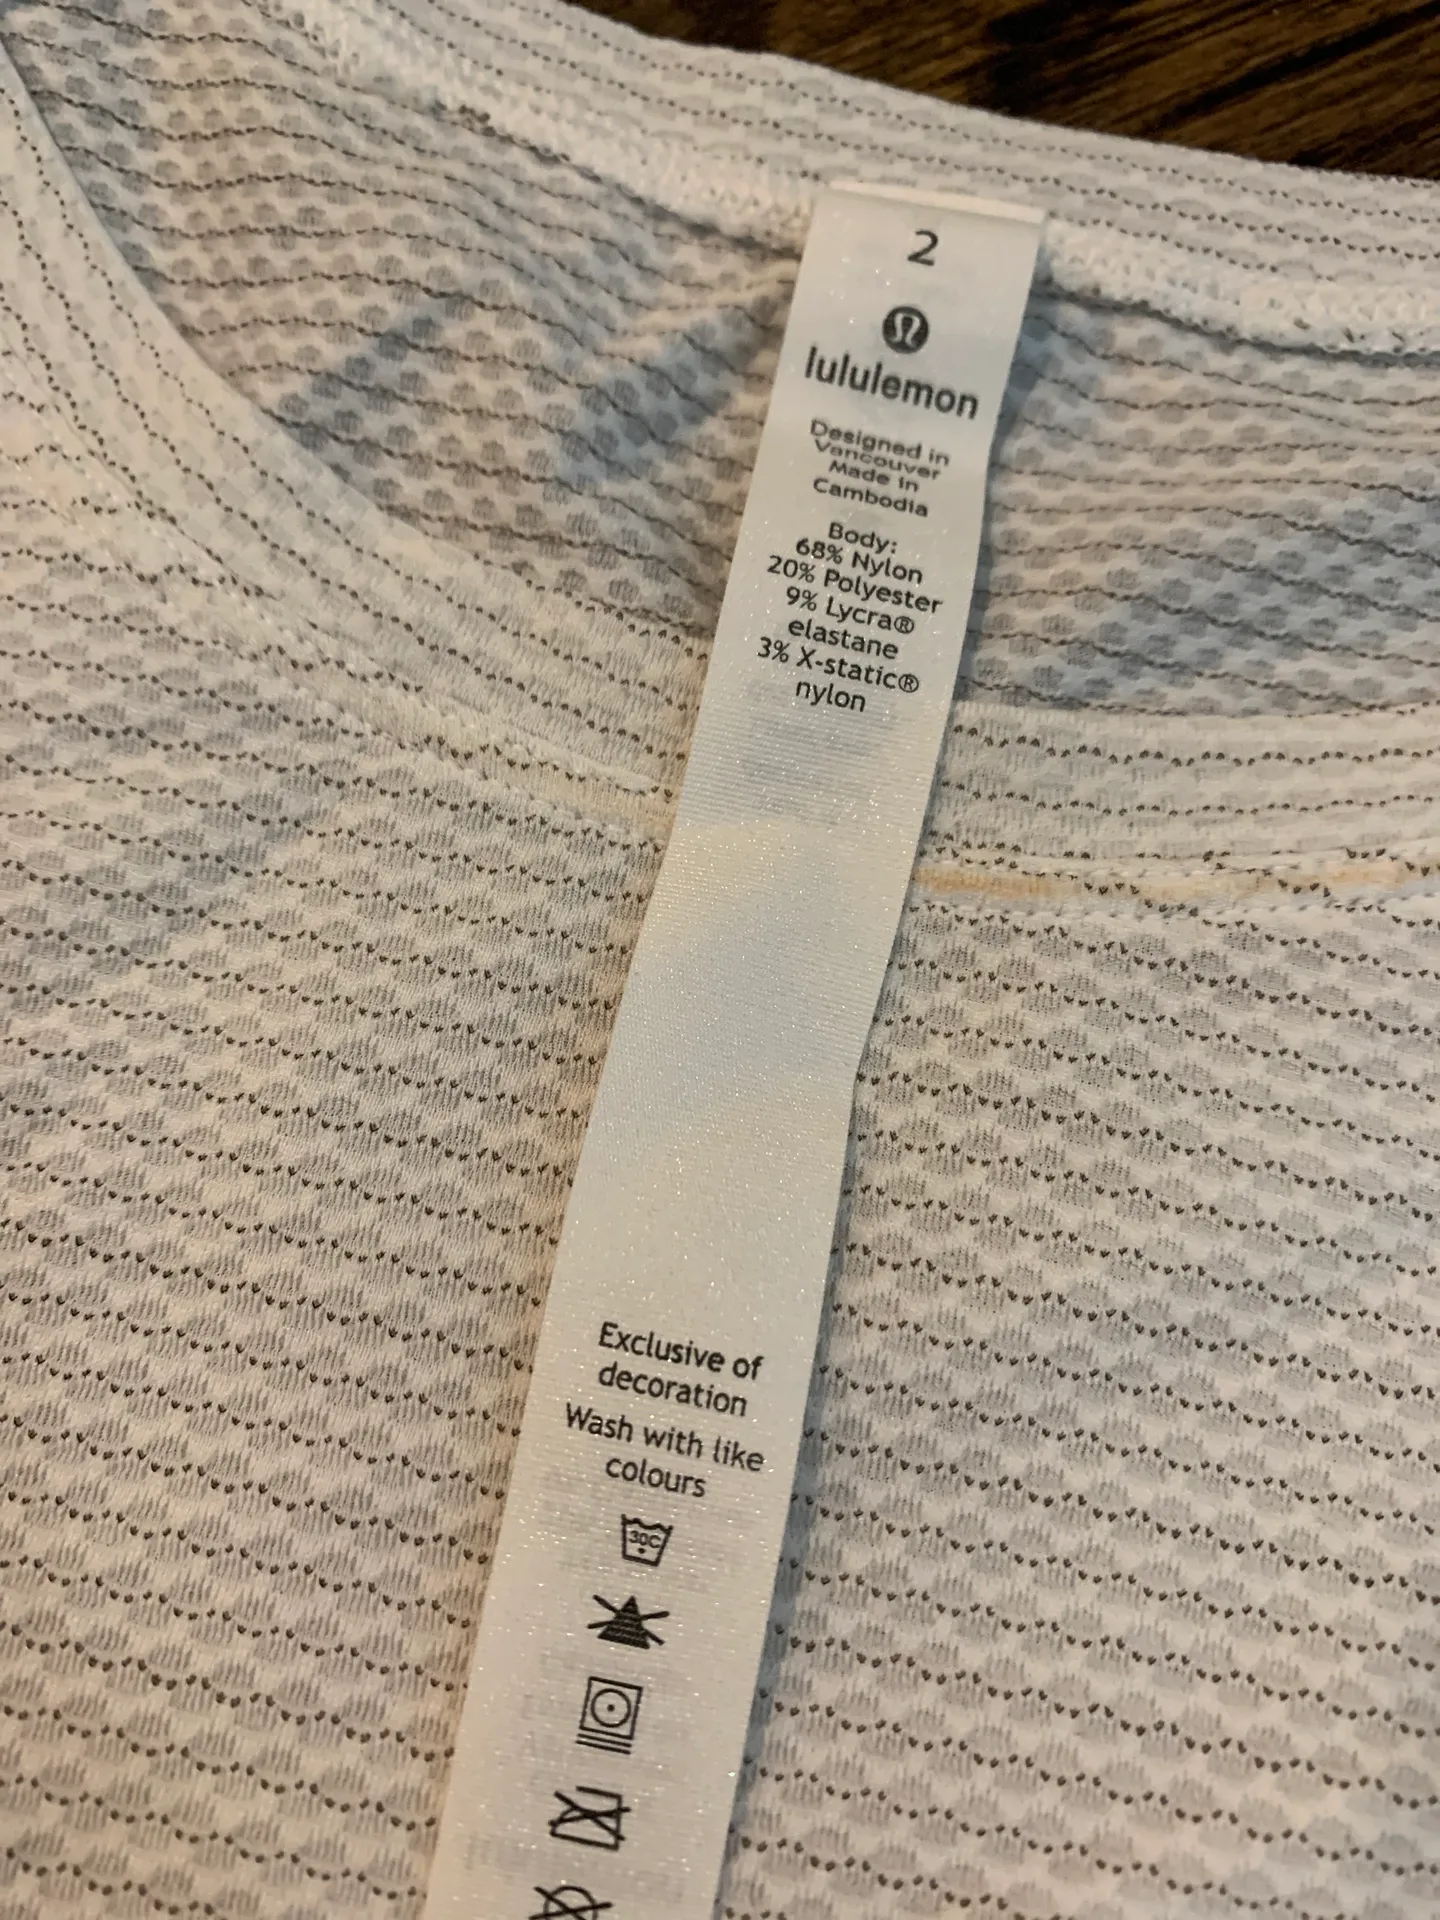 2
lululemon
Designed in
Vancouver
Made in
Cambodia
Body:
68% Nylon
20% Polyester
9% Lycra®
elastane
3% X-static®
nylon
Exclusive of
decoration
Wash with like
colours
30C